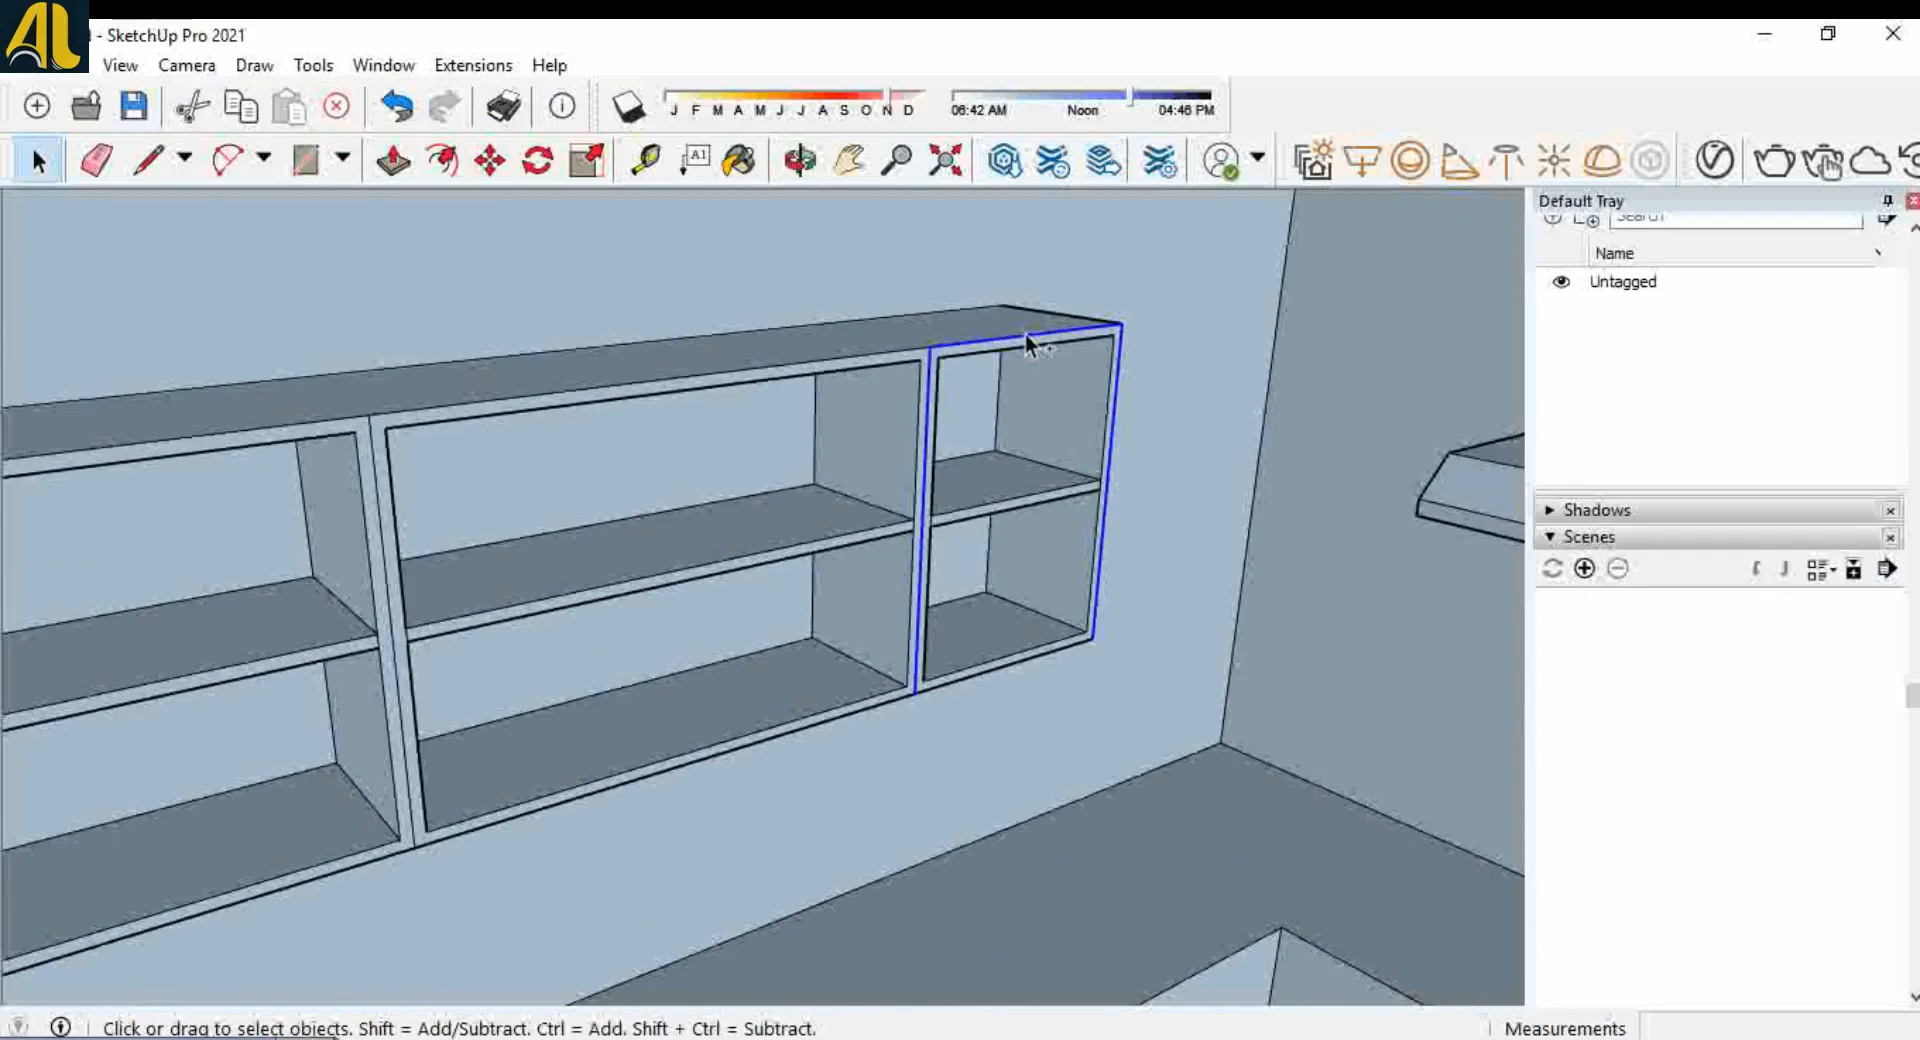 AL
- SketchUp Pro 2021
View Camera Draw Tools Window Extensions Help
J F M A M J J A S O N D
06:42 AM Noon 04:46 PM
A1
Default Tray
Search
Name
Untagged
Shadows
Scenes
Click or drag to select objects. Shift = Add/Subtract. Ctrl = Add. Shift + Ctrl = Subtract.
Measurements